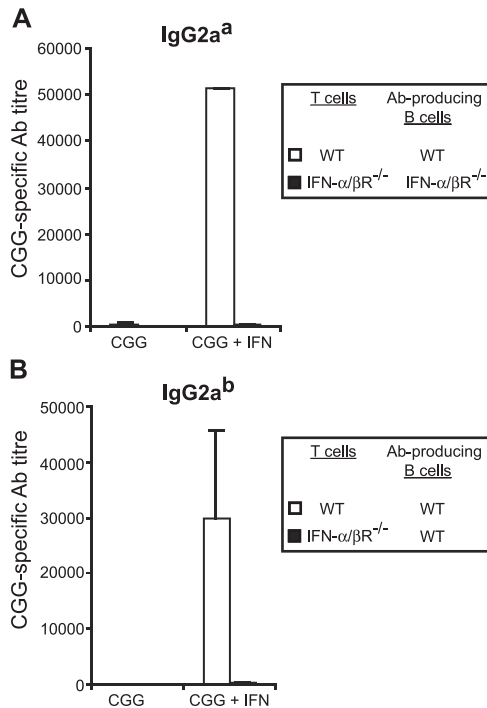 A
IgG2aᵃ
60000
50000
40000
30000
20000
10000
0
CGG-specific Ab titre
CGG
CGG + IFN
T cells
Ab-producing
B cells
WT
WT
IFN-α/βR⁻/⁻
IFN-α/βR⁻/⁻
B
IgG2aᵇ
50000
40000
30000
20000
10000
0
CGG-specific Ab titre
CGG
CGG + IFN
T cells
Ab-producing
B cells
WT
WT
IFN-α/βR⁻/⁻
WT